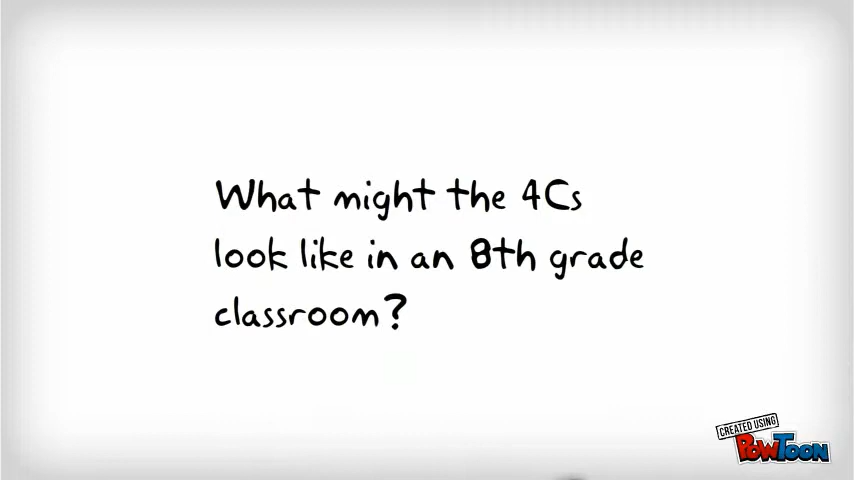 What might the 4Cs
look like in an 8th grade
classroom?
CREATED USING
POWTOON